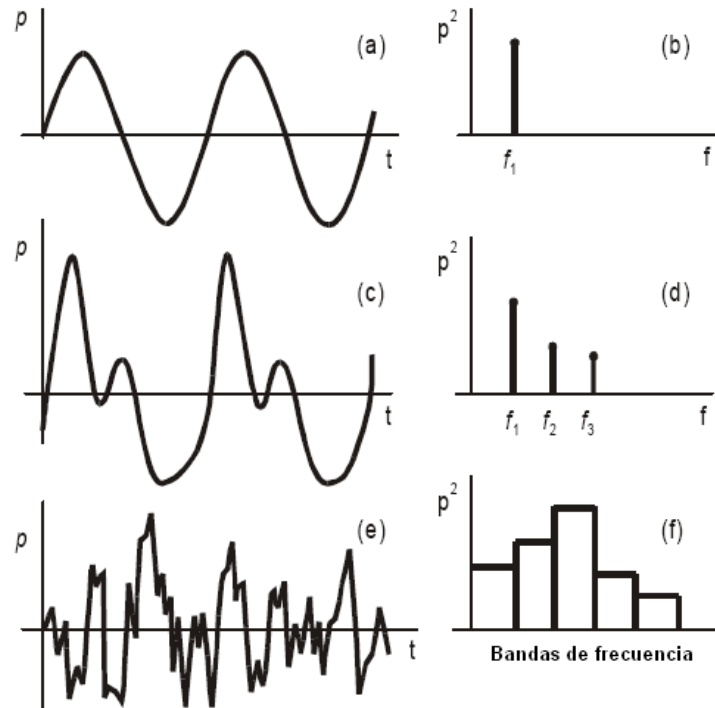 p
(a)
t
p²
(b)
f₁
f
p
(c)
t
p²
(d)
f₁ f₂ f₃
f
p
(e)
t
p²
(f)
Bandas de frecuencia